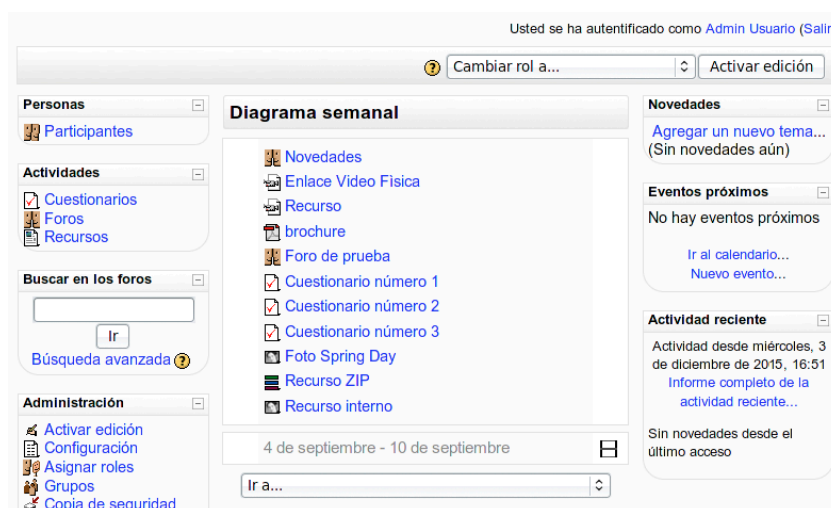 Usted se ha autentificado como Admin Usuario (Salir
Cambiar rol a...
Activar edición
Personas
Participantes
Actividades
Cuestionarios
Foros
Recursos
Buscar en los foros
Ir
Búsqueda avanzada
Administración
Activar edición
Configuración
Asignar roles
Grupos
Copia de seguridad
Diagrama semanal
Novedades
Enlace Video Fìsica
Recurso
brochure
Foro de prueba
Cuestionario número 1
Cuestionario número 2
Cuestionario número 3
Foto Spring Day
Recurso ZIP
Recurso interno
4 de septiembre - 10 de septiembre
Ir a...
Novedades
Agregar un nuevo tema...
(Sin novedades aún)
Eventos próximos
No hay eventos próximos
Ir al calendario...
Nuevo evento...
Actividad reciente
Actividad desde miércoles, 3
de diciembre de 2015, 16:51
Informe completo de la
actividad reciente...
Sin novedades desde el
último acceso